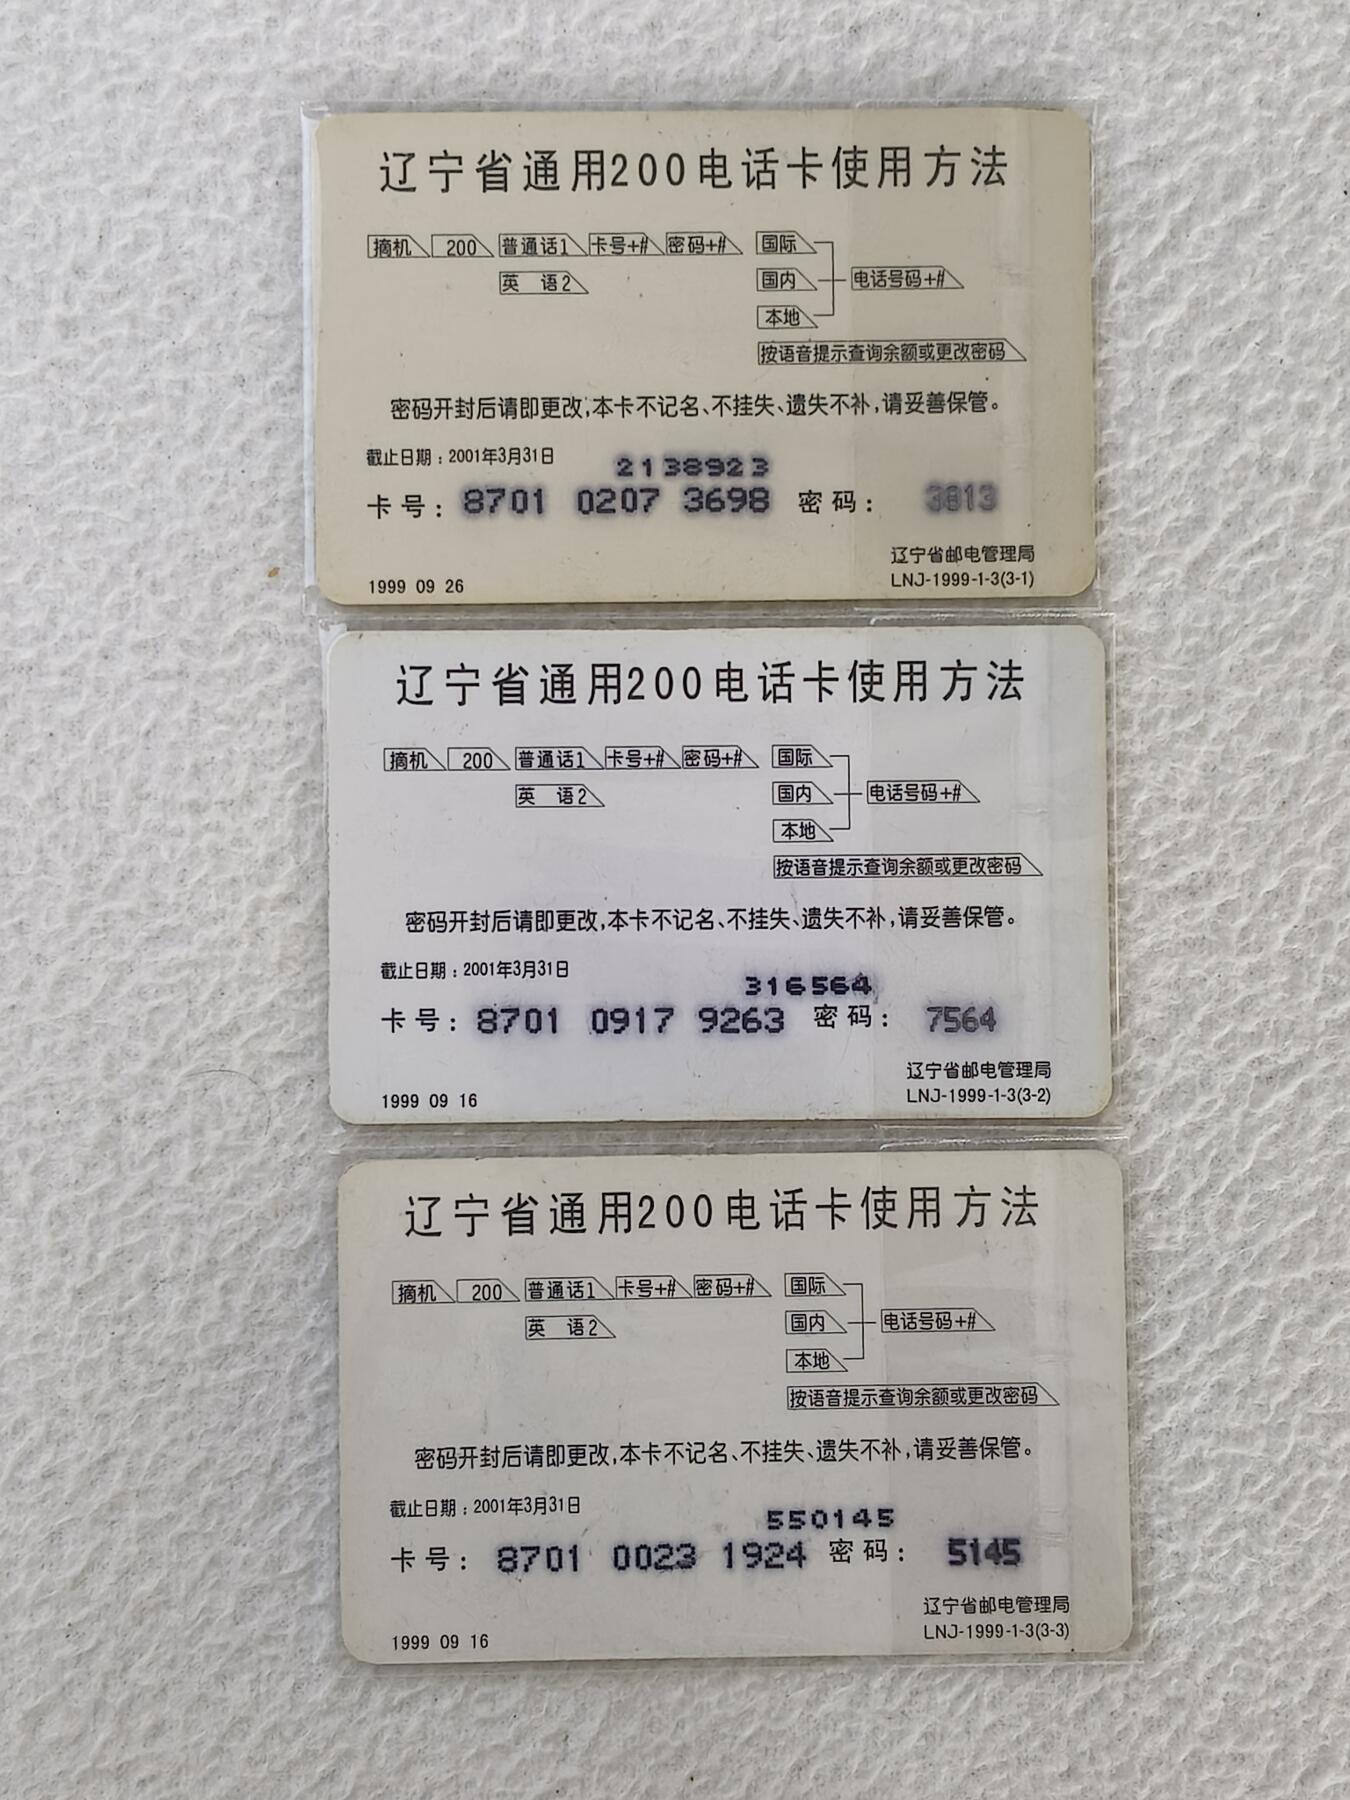 辽宁省通用200电话卡使用方法
摘机 200 普通话1 卡号+# 密码+# 国际
英 语2 国内 电话号码+#
本地
按语音提示查询余额或更改密码
密码开封后请即更改,本卡不记名、不挂失、遗失不补,请妥善保管。
截止日期:2001年3月31日 2138923
卡号: 8701 0207 3698 密码: 3813
辽宁省邮电管理局
1999 09 26 LNJ-1999-1-3(3-1)
辽宁省通用200电话卡使用方法
摘机 200 普通话1 卡号+# 密码+# 国际
英 语2 国内 电话号码+#
本地
按语音提示查询余额或更改密码
密码开封后请即更改,本卡不记名、不挂失、遗失不补,请妥善保管。
截止日期:2001年3月31日 316564
卡号: 8701 0917 9263 密码: 7564
辽宁省邮电管理局
1999 09 16 LNJ-1999-1-3(3-2)
辽宁省通用200电话卡使用方法
摘机 200 普通话1 卡号+# 密码+# 国际
英 语2 国内 电话号码+#
本地
按语音提示查询余额或更改密码
密码开封后请即更改,本卡不记名、不挂失、遗失不补,请妥善保管。
截止日期:2001年3月31日 550145
卡号: 8701 0023 1924 密码: 5145
辽宁省邮电管理局
1999 09 16 LNJ-1999-1-3(3-3)